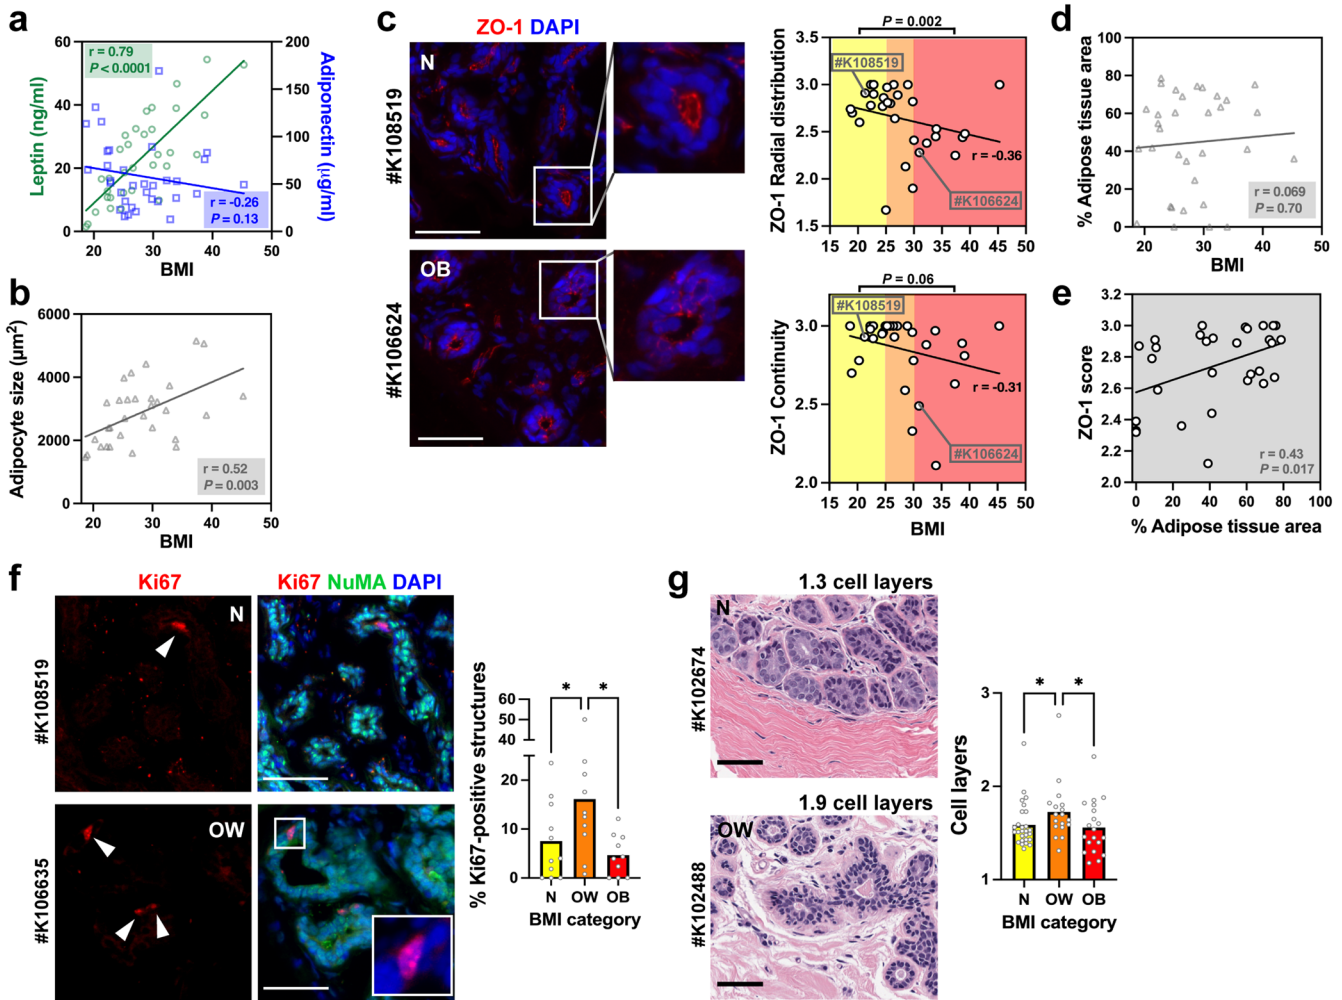 a
60
40
20
0
Leptin (ng/ml)
r = 0.79
P < 0.0001
200
150
100
50
0
Adiponectin (µg/ml)
r = -0.26
P = 0.13
20 30 40 50
BMI
b
6000
4000
2000
0
Adipocyte size (µm²)
r = 0.52
P = 0.003
20 30 40 50
BMI
c
ZO-1 DAPI
N
#K108519
OB
#K106624
P = 0.002
3.5
3.0
2.5
2.0
1.5
ZO-1 Radial distribution
#K108519
r = -0.36
#K106624
15 20 25 30 35 40 45 50
P = 0.06
3.0
2.5
2.0
ZO-1 Continuity
#K108519
r = -0.31
#K106624
15 20 25 30 35 40 45 50
BMI
d
100
80
60
40
20
0
% Adipose tissue area
r = 0.069
P = 0.70
20 30 40 50
BMI
e
3.2
3.0
2.8
2.6
2.4
2.2
2.0
ZO-1 score
r = 0.43
P = 0.017
0 20 40 60 80 100
% Adipose tissue area
f
Ki67
Ki67 NuMA DAPI
N
#K108519
OW
#K106635
% Ki67-positive structures
60
50
40
20
10
0
* *
N OW OB
BMI category
g
1.3 cell layers
N
#K102674
1.9 cell layers
OW
#K102488
Cell layers
3
2
1
* *
N OW OB
BMI category